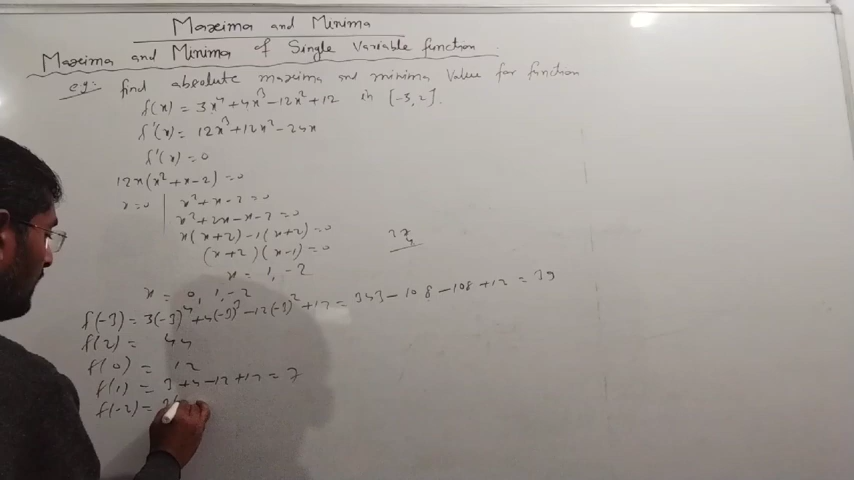 Maxima and Minima
Maxima and Minima of Single Variable function
eg:- find absolute maxima and minima value for function
f(x) = 3x⁴ + 4x³ - 12x² + 12 in [-3, 2].
f'(x) = 12x³ + 12x² - 24x
f'(x) = 0
12x(x² + x - 2) = 0
x = 0 | x² + x - 2 = 0
x² + 2x - x - 2 = 0
x(x+2) - 1(x+2) = 0
(x+2)(x-1) = 0
x = 1, -2
x = 0, 1, -2
f(-3) = 3(-3)⁴ + 4(-3)³ - 12(-3)² + 12 = 343 - 108 - 108 + 12 = 39
f(2) = 44
f(0) = 12
f(1) = 3 + 4 - 12 + 12 = 7
f(-2) =